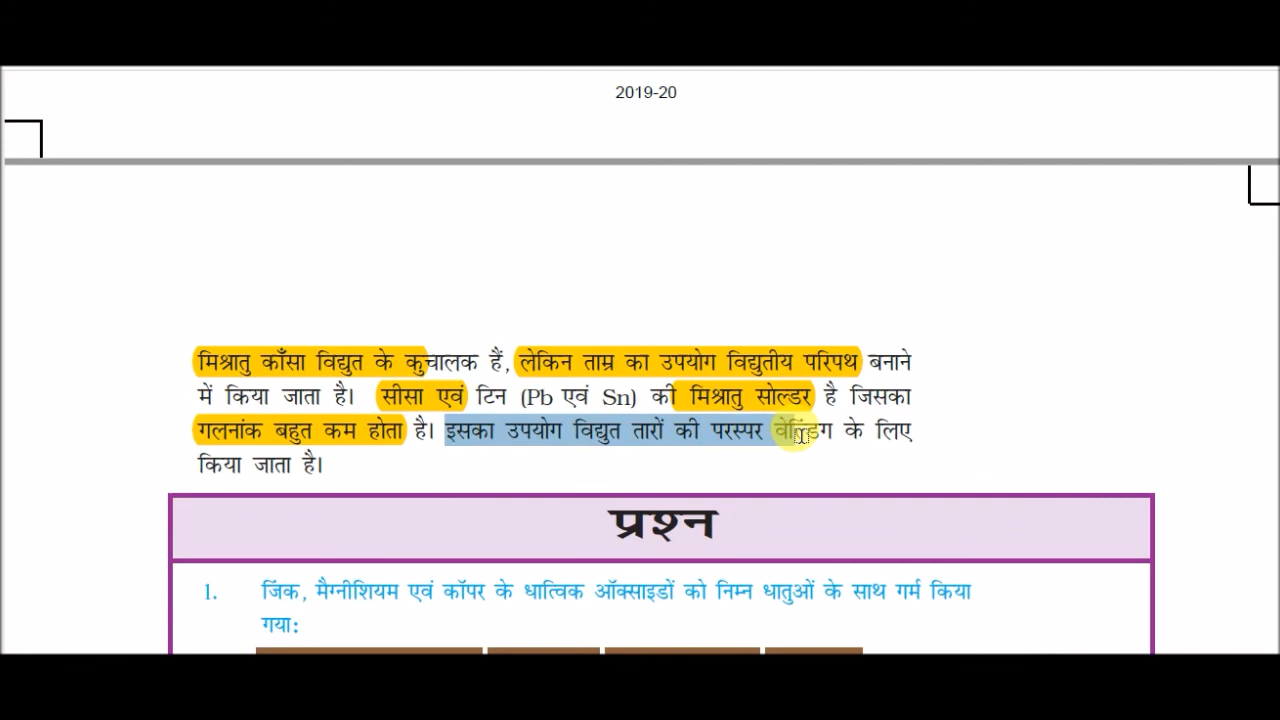 2019-20
मिश्रातु काँसा विद्युत के कुचालक हैं, लेकिन ताम्र का उपयोग विद्युतीय परिपथ बनाने
में किया जाता है। सीसा एवं टिन (Pb एवं Sn) की मिश्रातु सोल्डर है जिसका
गलनांक बहुत कम होता है। इसका उपयोग विद्युत तारों की परस्पर वेल्डिंग के लिए
किया जाता है।
प्रश्न
1. जिंक, मैग्नीशियम एवं कॉपर के धात्विक ऑक्साइडों को निम्न धातुओं के साथ गर्म किया
गया: